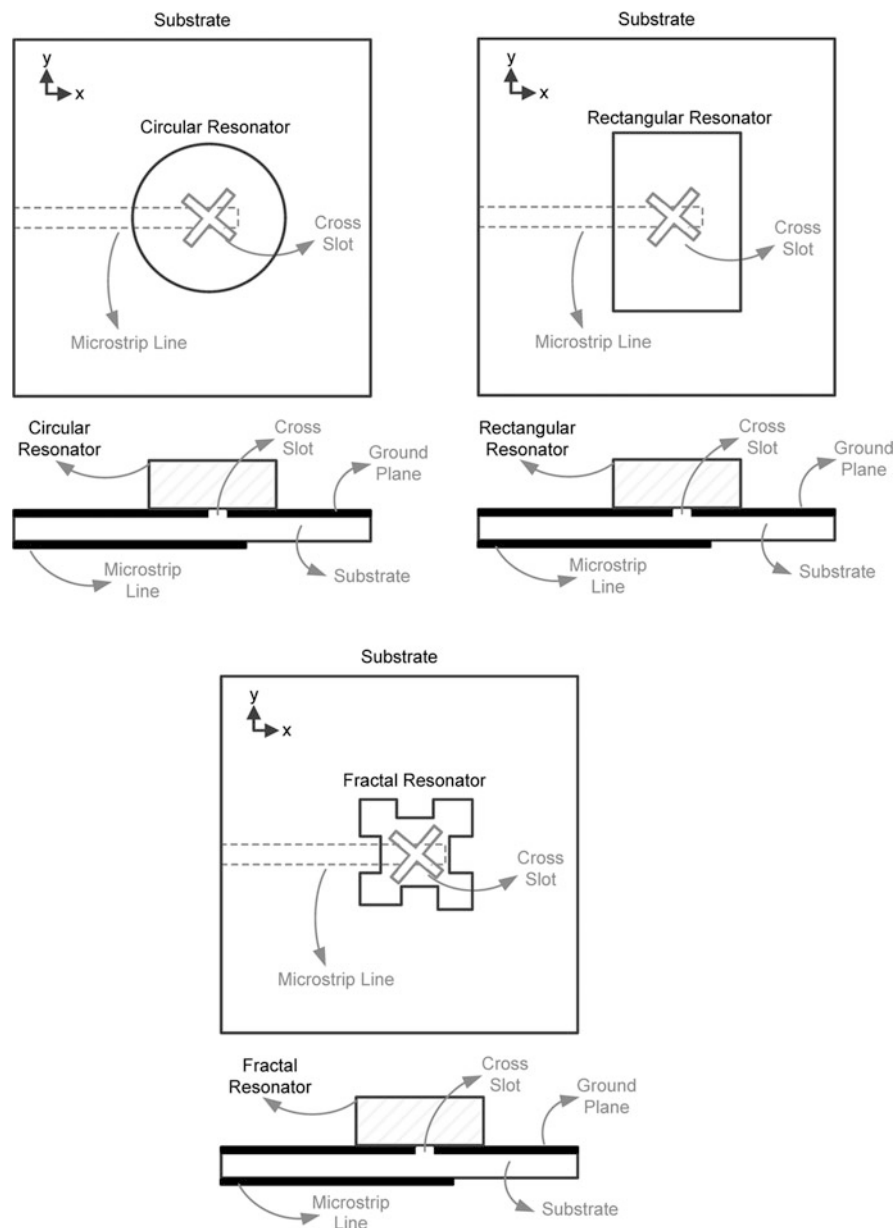 Substrate
y
x
Circular Resonator
Cross
Slot
Microstrip Line
Circular
Resonator
Cross
Slot
Ground
Plane
Microstrip
Line
Substrate
Substrate
y
x
Rectangular Resonator
Cross
Slot
Microstrip Line
Rectangular
Resonator
Cross
Slot
Ground
Plane
Microstrip
Line
Substrate
Substrate
y
x
Fractal Resonator
Cross
Slot
Microstrip Line
Fractal
Resonator
Cross
Slot
Ground
Plane
Microstrip
Line
Substrate